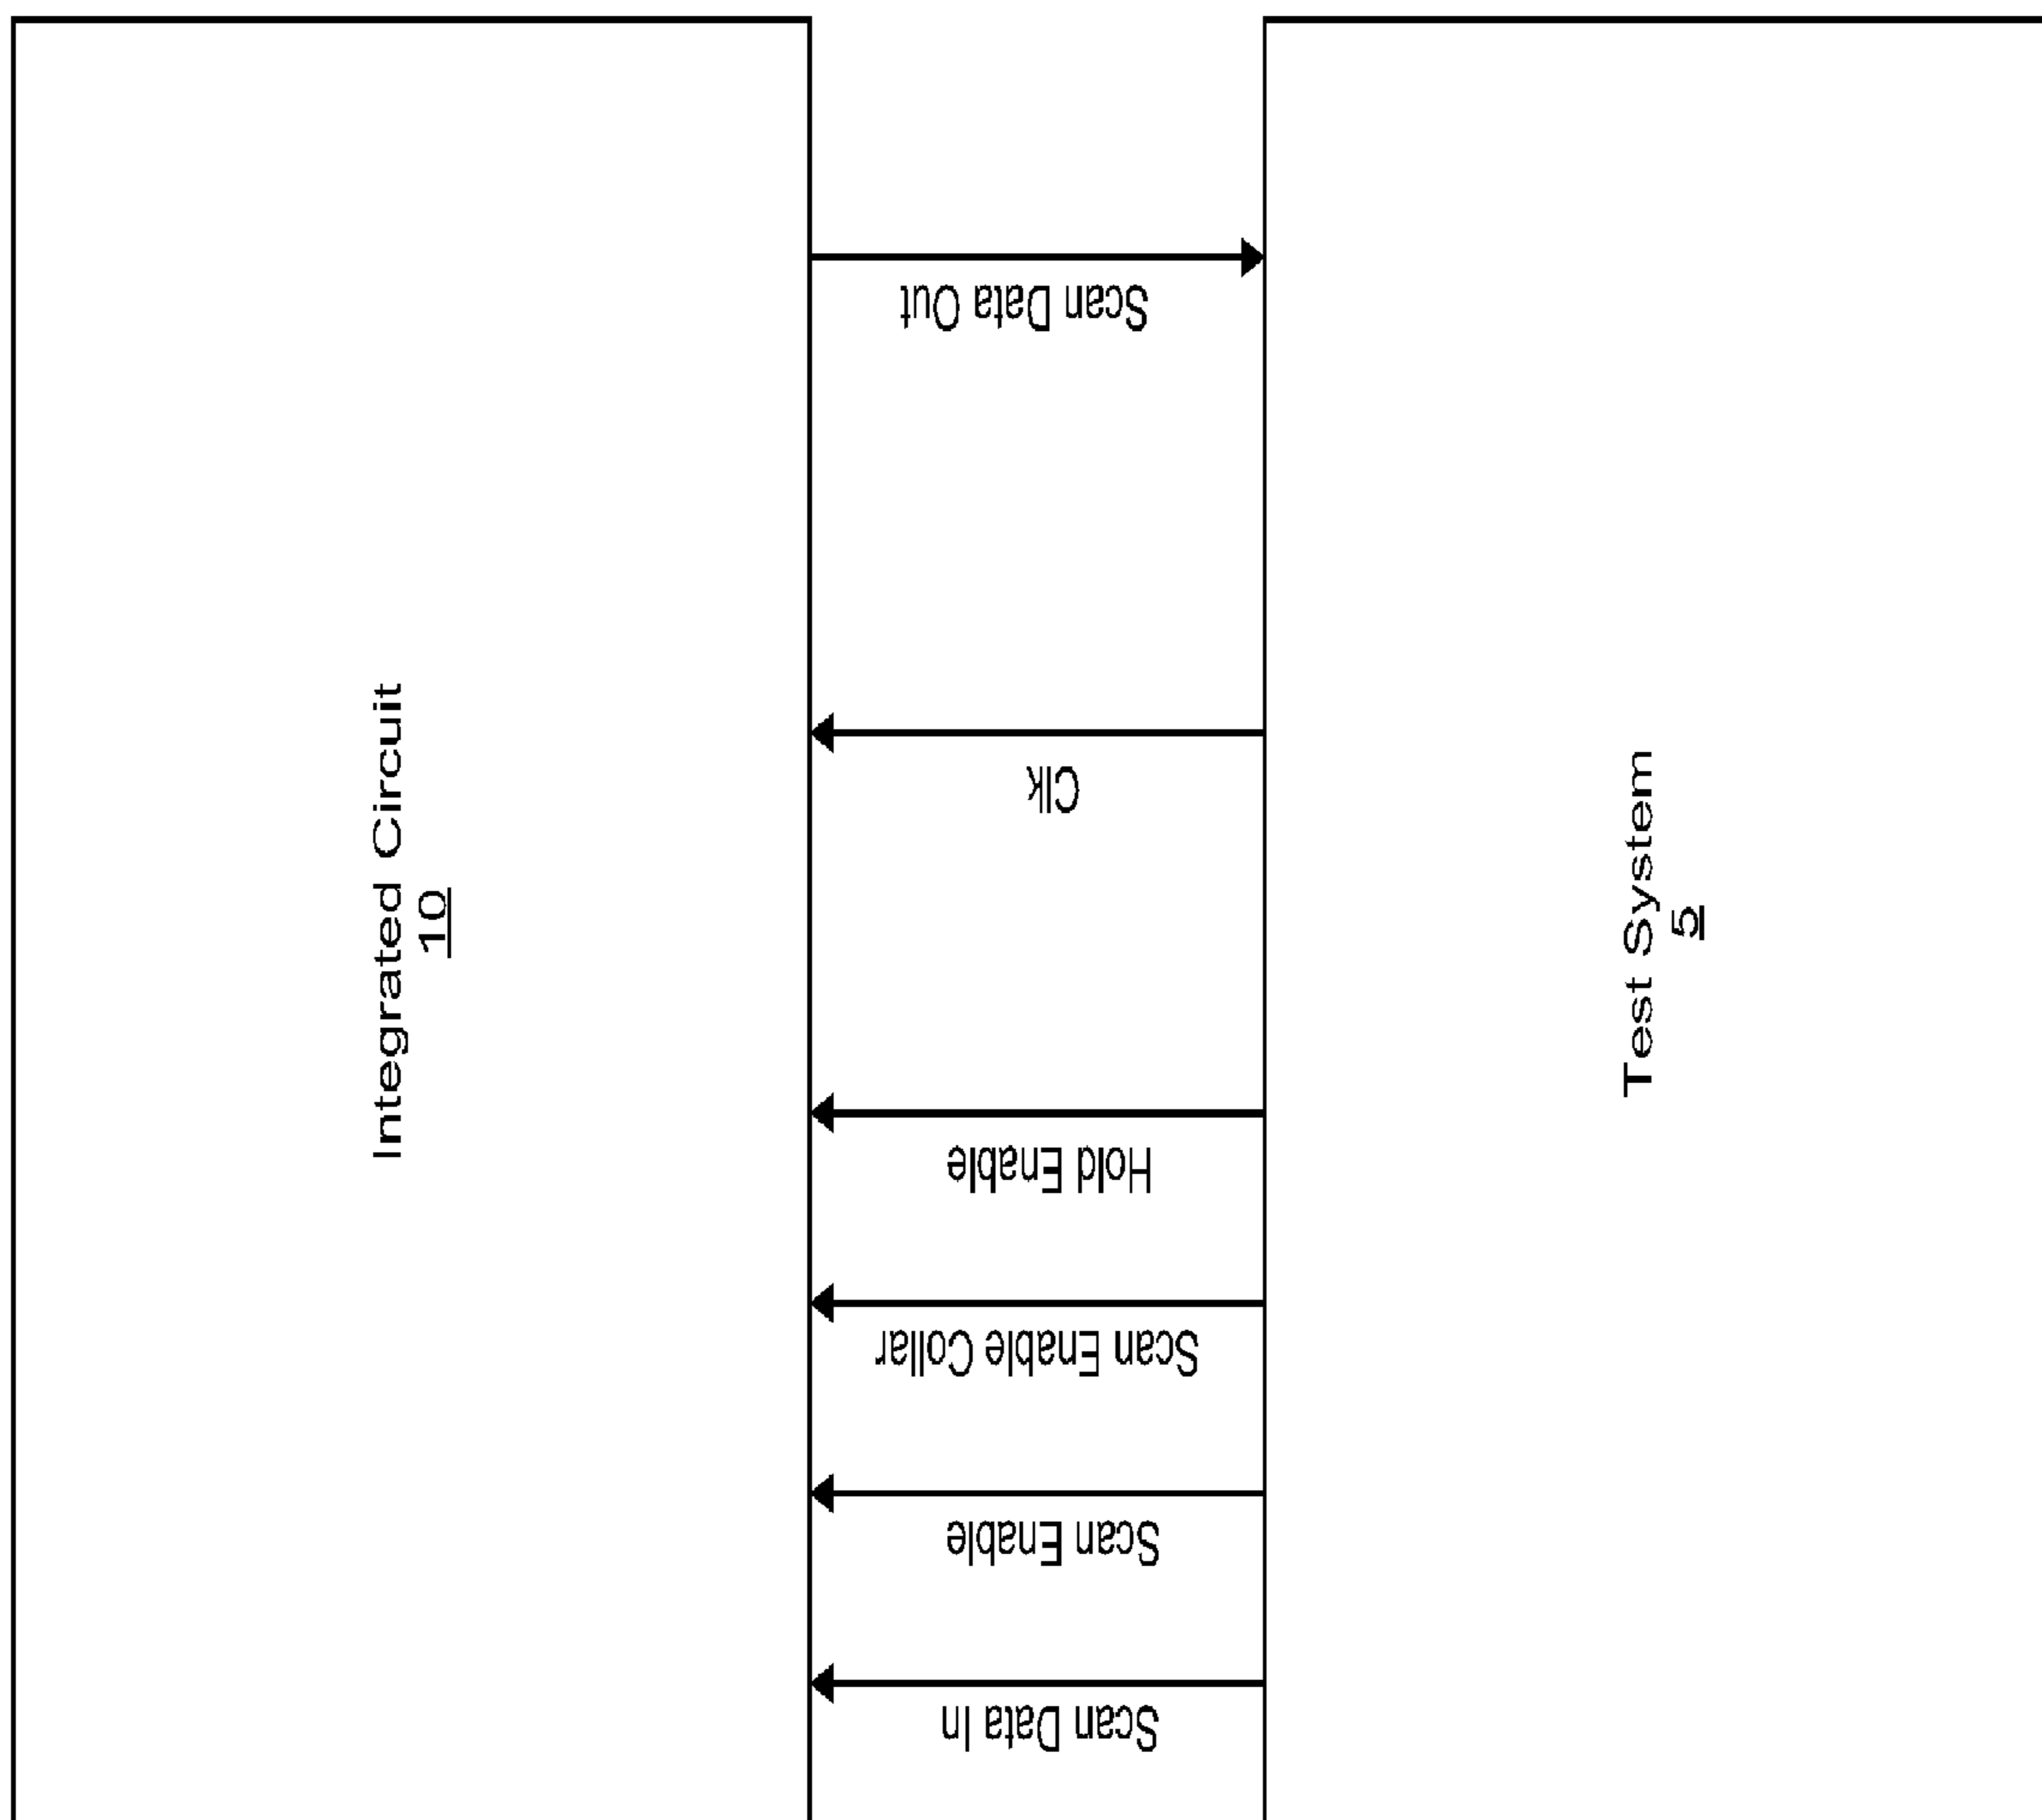 Test System
5
Scan Data In
Scan Enable
Scan Enable Collar
Hold Enable
Clk
Scan Data Out
Integrated Circuit
10